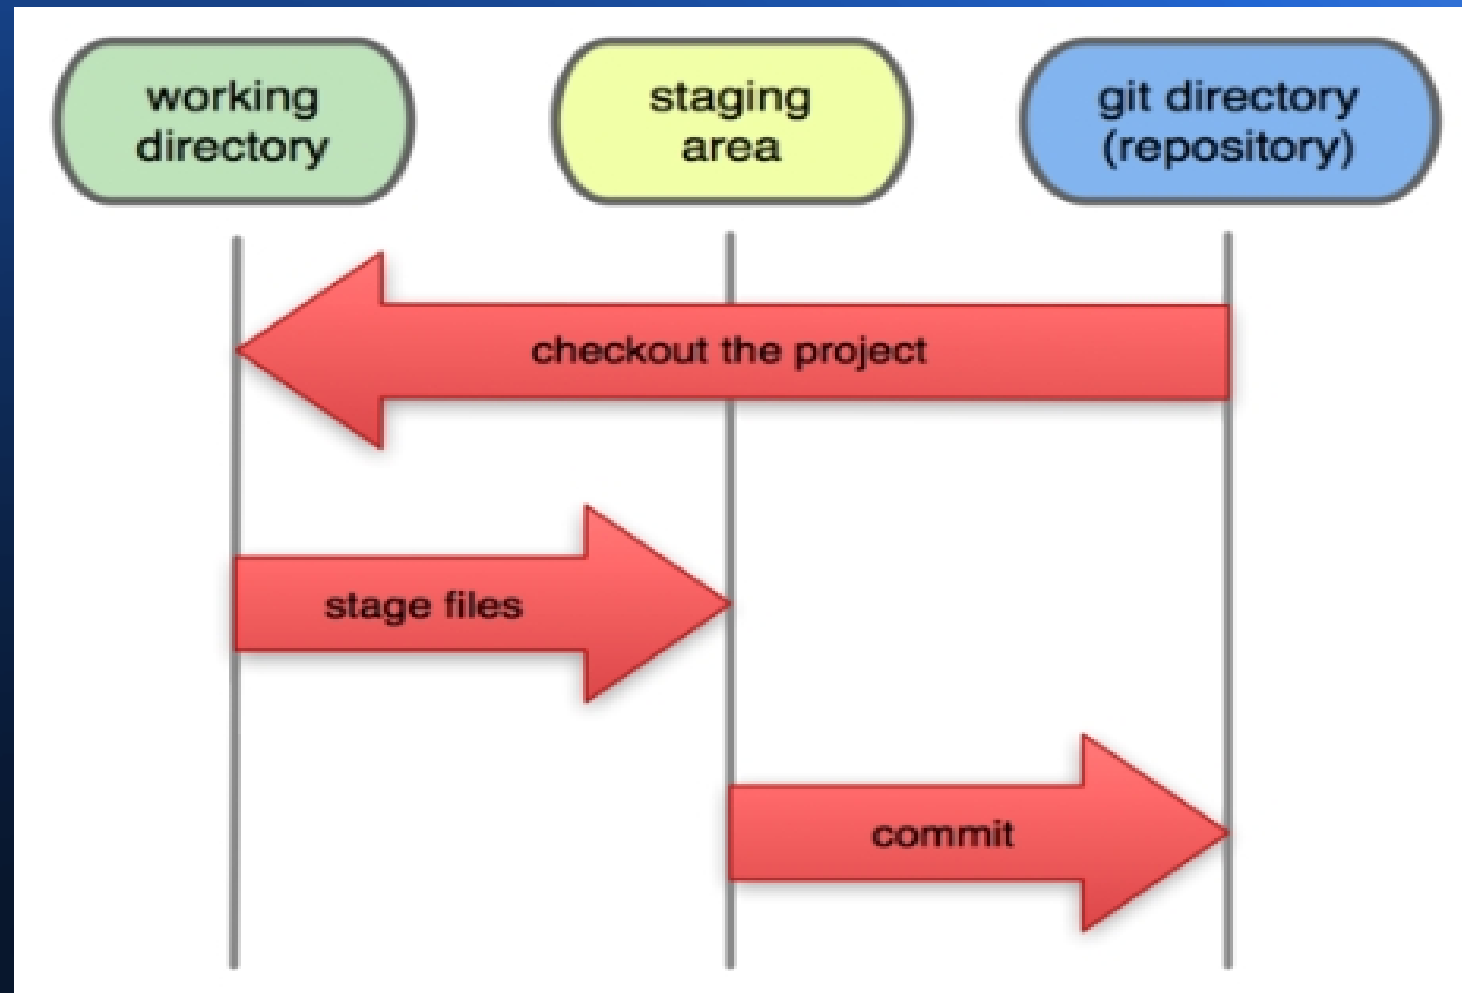 working
directory
staging
area
git directory
(repository)
checkout the project
stage files
commit